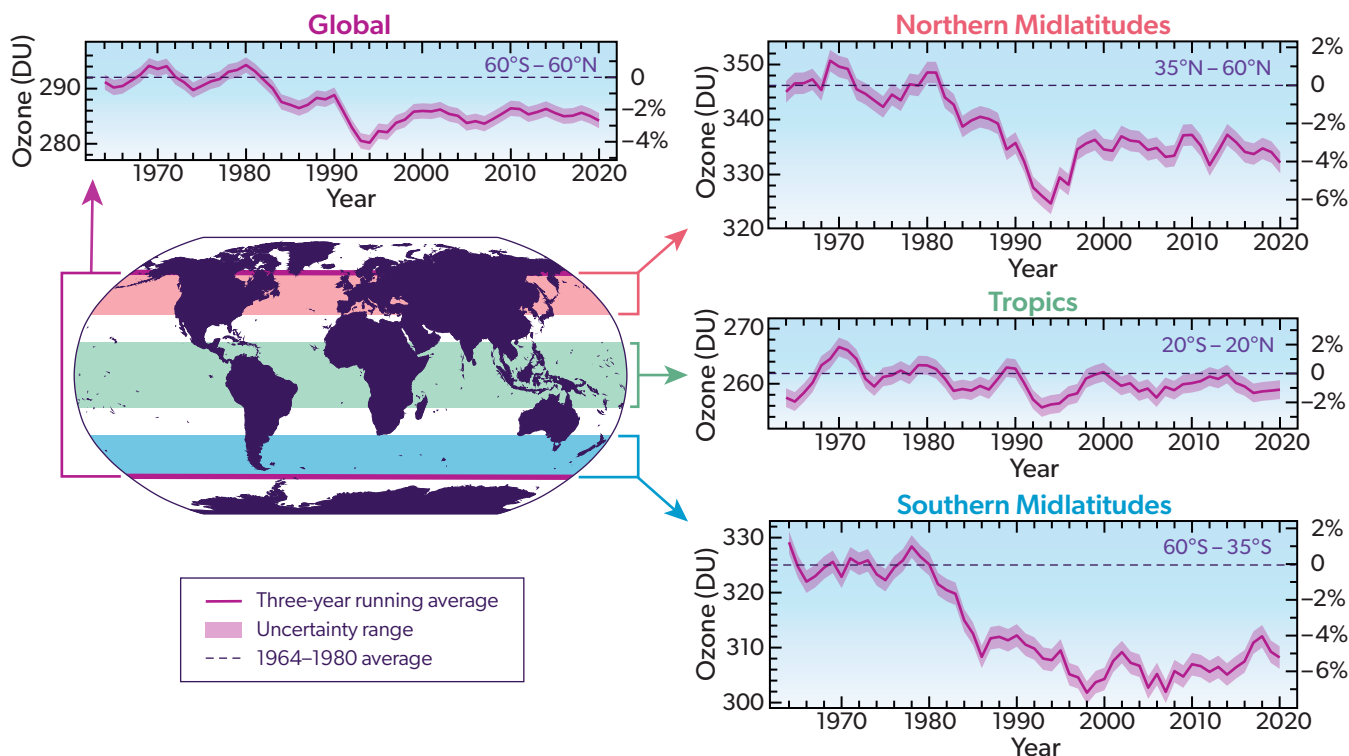 Global
Ozone (DU)
290
280
60°S – 60°N
0
−2%
−4%
1970 1980 1990 2000 2010 2020
Year
Northern Midlatitudes
Ozone (DU)
350
340
330
320
35°N – 60°N
2%
0
−2%
−4%
−6%
1970 1980 1990 2000 2010 2020
Year
Tropics
Ozone (DU)
270
260
20°S – 20°N
2%
0
−2%
1970 1980 1990 2000 2010 2020
Year
Southern Midlatitudes
Ozone (DU)
330
320
310
300
60°S – 35°S
2%
0
−2%
−4%
−6%
1970 1980 1990 2000 2010 2020
Year
Three-year running average
Uncertainty range
1964–1980 average